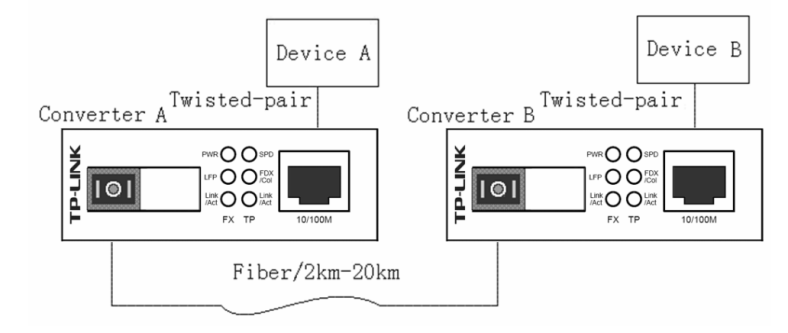 Device A
Device B
Twisted-pair
Twisted-pair
Converter A
Converter B
TP-LINK
PWR
SPD
LFP
FDX
/Col
Link
/Act
Link
/Act
FX TP
10/100M
TP-LINK
PWR
SPD
LFP
FDX
/Col
Link
/Act
Link
/Act
FX TP
10/100M
Fiber/2km-20km